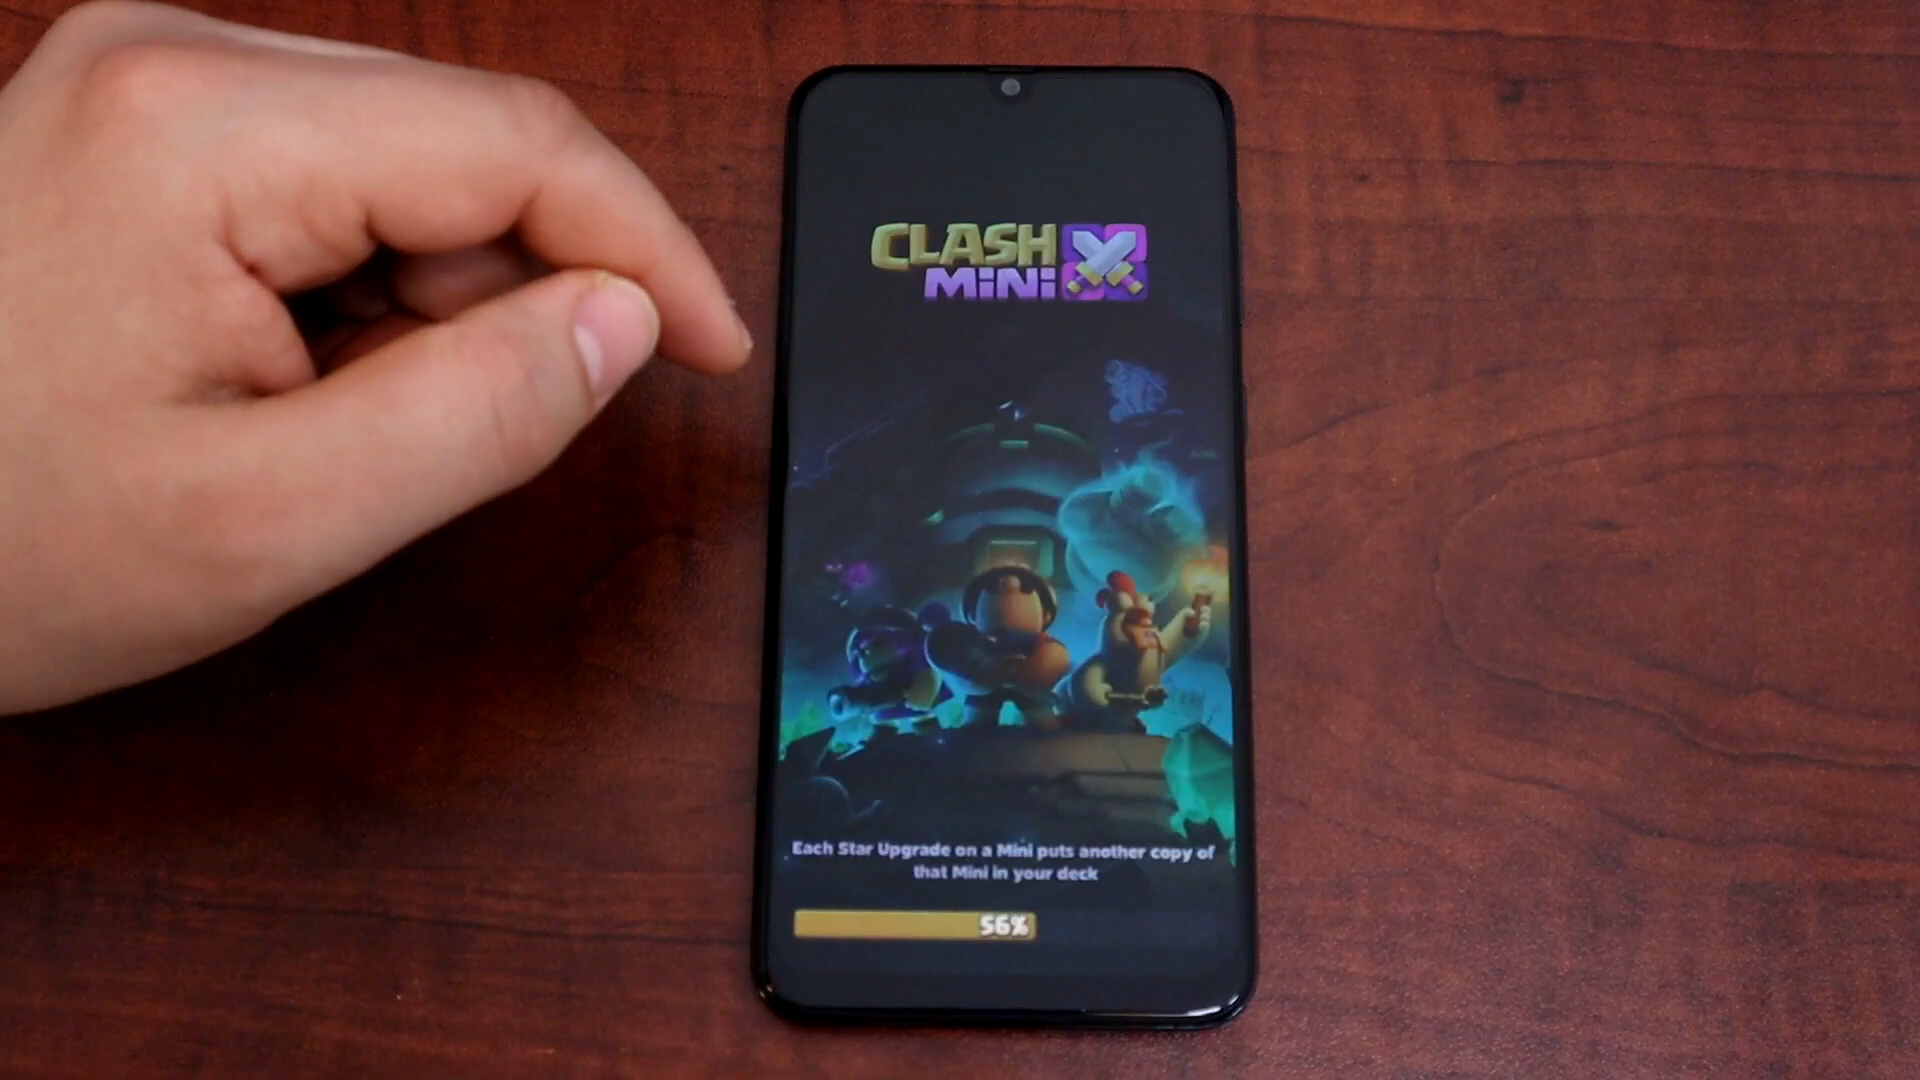 CLASH
MiNi
Each Star Upgrade on a Mini puts another copy of
that Mini in your deck
56%